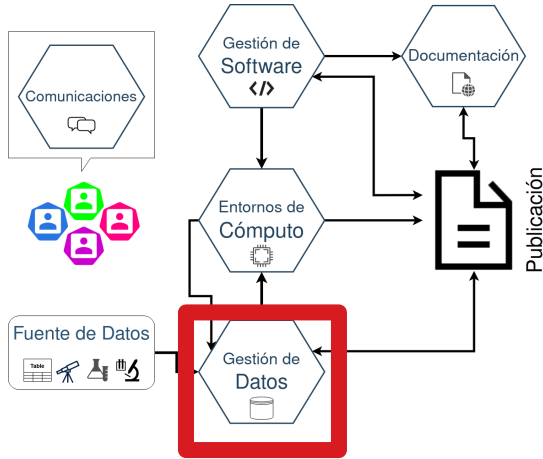 Gestión de
Software
</>
Documentación
Comunicaciones
Entornos de
Cómputo
Publicación
Fuente de Datos
Table
Gestión de
Datos